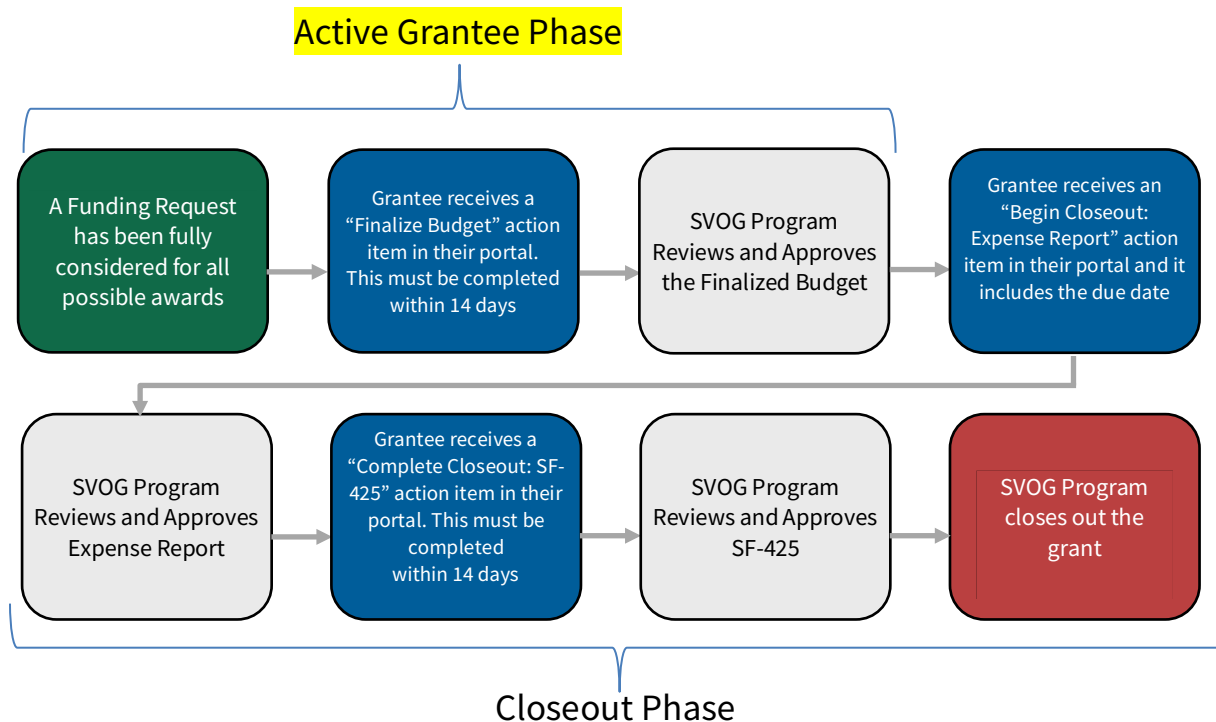 Active Grantee Phase
A Funding Request
has been fully
considered for all
possible awards
Grantee receives a
“Finalize Budget” action
item in their portal.
This must be completed
within 14 days
SVOG Program
Reviews and Approves
the Finalized Budget
Grantee receives an
“Begin Closeout:
Expense Report” action
item in their portal and it
includes the due date
SVOG Program
Reviews and Approves
Expense Report
Grantee receives a
“Complete Closeout: SF-
425” action item in their
portal. This must be
completed
within 14 days
SVOG Program
Reviews and Approves
SF-425
SVOG Program
closes out the
grant
Closeout Phase